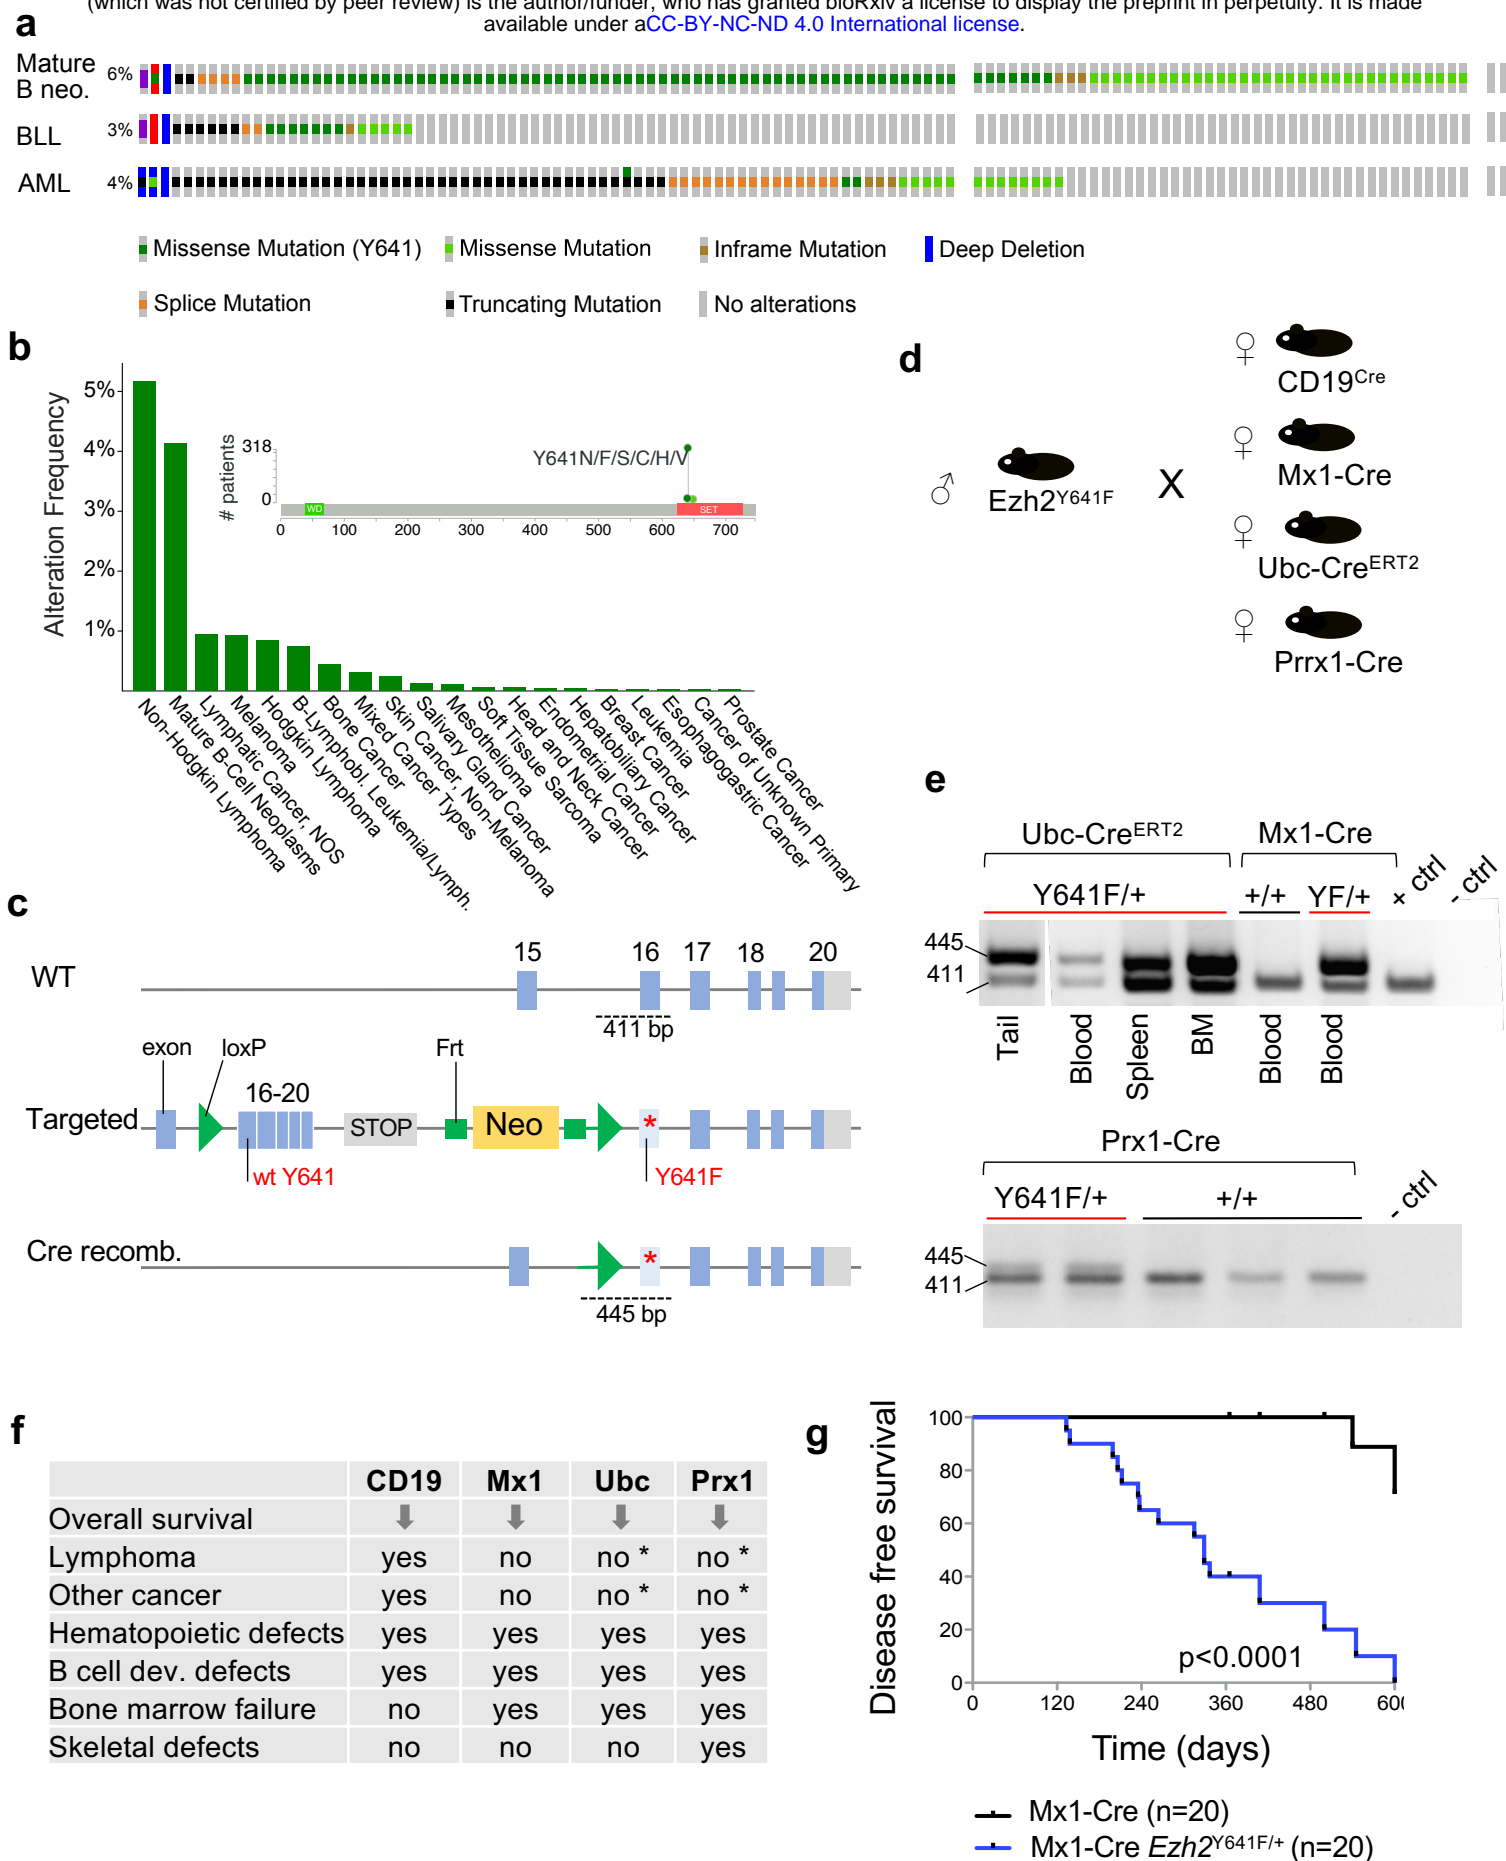 (which was not certified by peer review) is the author/funder, who has granted bioRxiv a license to display the preprint in perpetuity. It is made
available under aCC-BY-NC-ND 4.0 International license.
a
Mature
B neo.
6%
BLL
3%
AML
4%
Missense Mutation (Y641)
Missense Mutation
Inframe Mutation
Deep Deletion
Splice Mutation
Truncating Mutation
No alterations
b
Alteration Frequency
5%
4%
3%
2%
1%
# patients
318
0
Y641N/F/S/C/H/V
WD
SET
0 100 200 300 400 500 600 700
Non-Hodgkin Lymphoma
Mature B-Cell Neoplasms
Lymphatic Cancer, NOS
Melanoma
Hodgkin Lymphoma
B-Lymphobl. Leukemia/Lymph.
Bone Cancer
Mixed Cancer Types
Skin Cancer, Non-Melanoma
Salivary Gland Cancer
Mesothelioma
Soft Tissue Sarcoma
Head and Neck Cancer
Endometrial Cancer
Hepatobiliary Cancer
Breast Cancer
Leukemia
Esophagogastric Cancer
Cancer of Unknown Primary
Prostate Cancer
c
WT
15 16 17 18 20
411 bp
exon loxP Frt
16-20
Targeted
STOP
Neo
*
wt Y641
Y641F
Cre recomb.
*
445 bp
d
♂
Ezh2Y641F
X
♀
CD19Cre
♀
Mx1-Cre
♀
Ubc-CreERT2
♀
Prrx1-Cre
e
Ubc-CreERT2 Mx1-Cre
Y641F/+ +/+ YF/+ + ctrl - ctrl
445
411
Tail
Blood
Spleen
BM
Blood
Blood
Prx1-Cre
Y641F/+ +/+ - ctrl
445
411
f
CD19 Mx1 Ubc Prx1
Overall survival ⬇ ⬇ ⬇ ⬇
Lymphoma yes no no * no *
Other cancer yes no no * no *
Hematopoietic defects yes yes yes yes
B cell dev. defects yes yes yes yes
Bone marrow failure no yes yes yes
Skeletal defects no no no yes
g
Disease free survival
100
80
60
40
20
0
p<0.0001
0 120 240 360 480 600
Time (days)
Mx1-Cre (n=20)
Mx1-Cre Ezh2Y641F/+ (n=20)